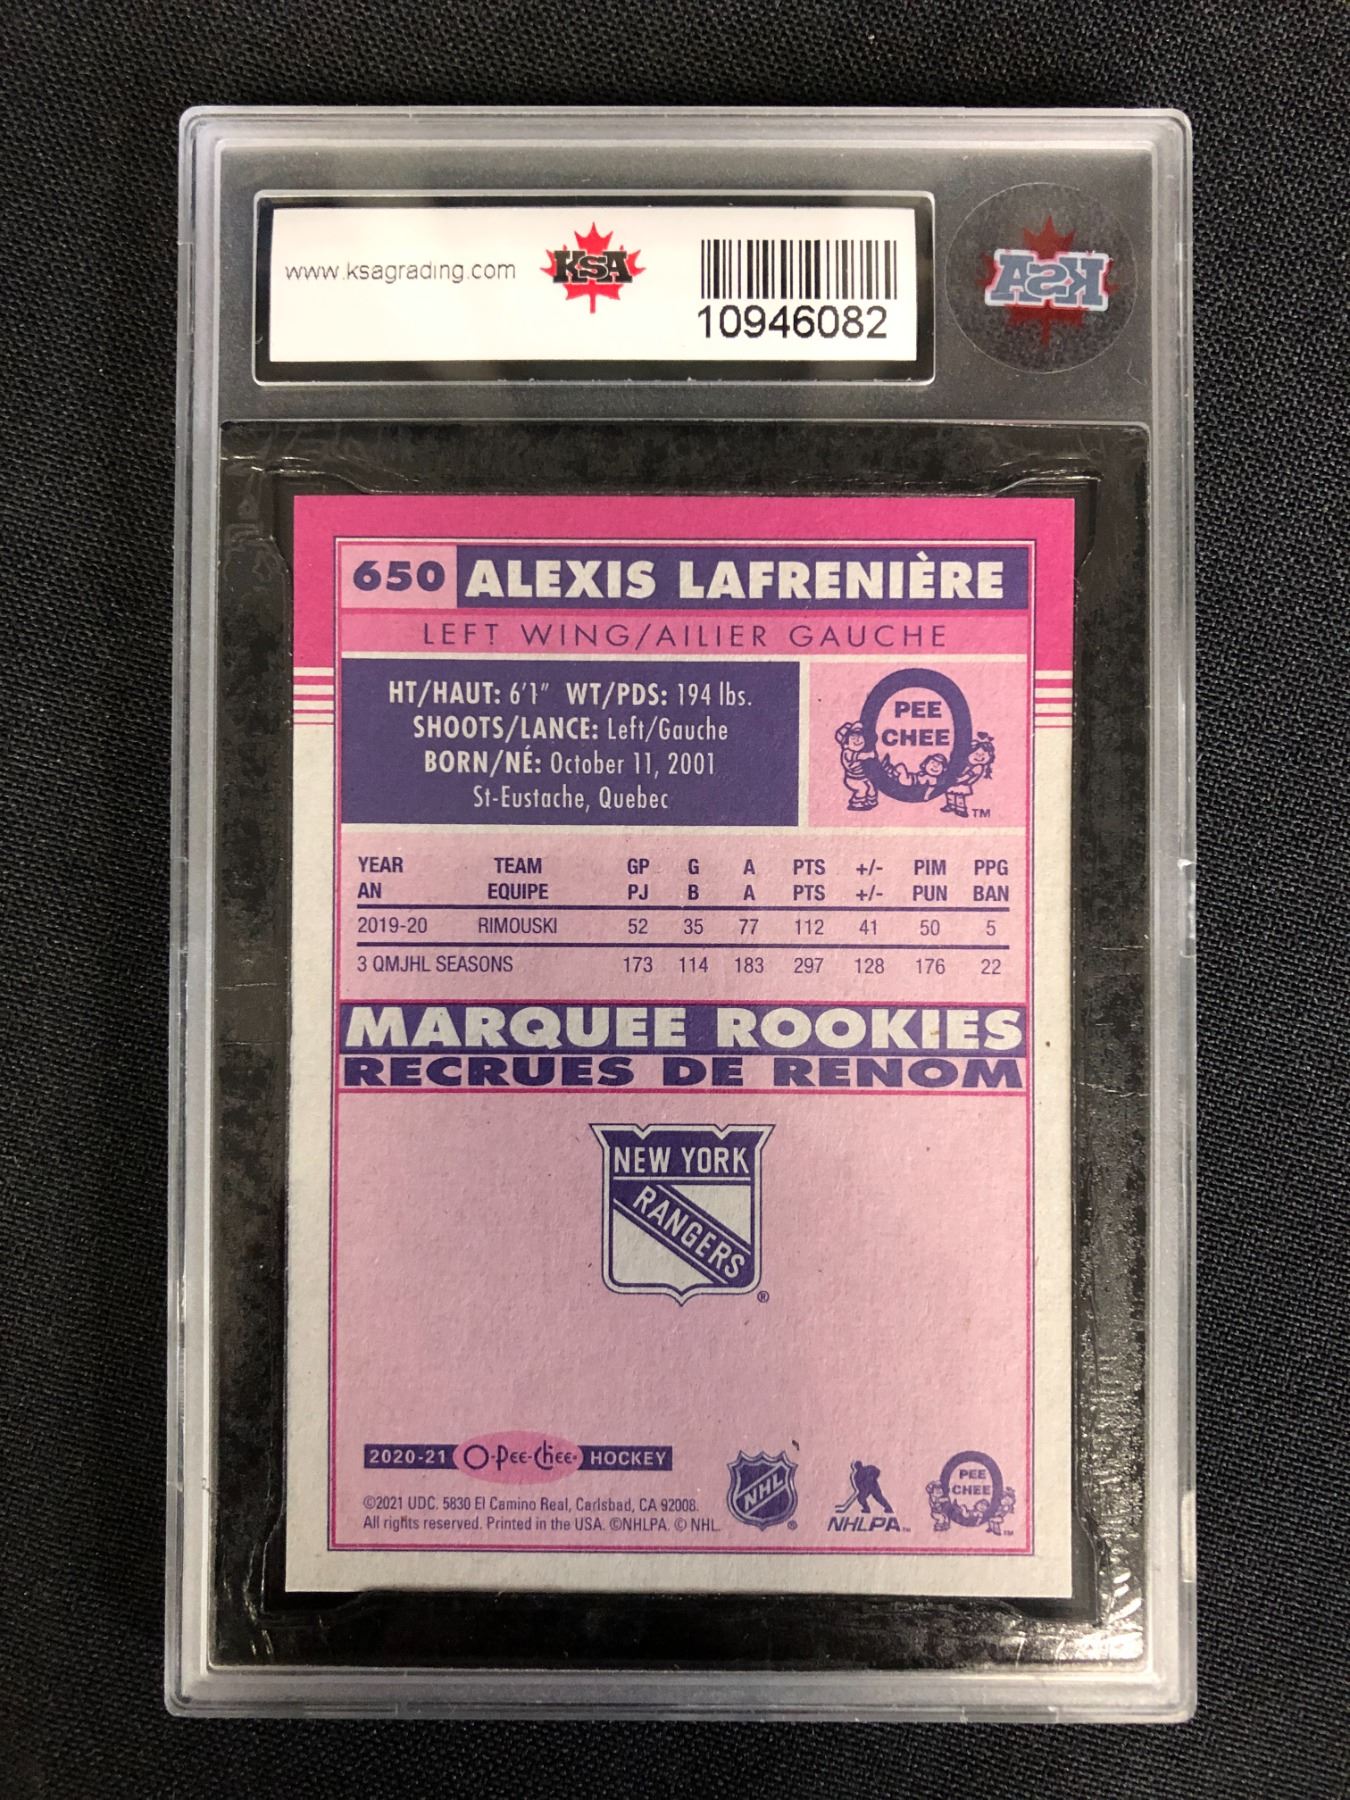 www.ksagrading.com KSA
10946082
KSA
650 ALEXIS LAFRENIÈRE
LEFT WING/AILIER GAUCHE
HT/HAUT: 6'1" WT/PDS: 194 lbs.
SHOOTS/LANCE: Left/Gauche
BORN/NÉ: October 11, 2001
St-Eustache, Quebec
PEE
CHEE
TM
YEAR TEAM GP G A PTS +/- PIM PPG
AN EQUIPE PJ B A PTS +/- PUN BAN
2019-20 RIMOUSKI 52 35 77 112 41 50 5
3 QMJHL SEASONS 173 114 183 297 128 176 22
MARQUEE ROOKIES
RECRUES DE RENOM
NEW YORK
RANGERS
®
2020-21 O-Pee-Chee HOCKEY
©2021 UDC. 5830 El Camino Real, Carlsbad, CA 92008.
All rights reserved. Printed in the USA. ©NHLPA. © NHL.
NHL ®
NHLPA TM
PEE
CHEE
TM